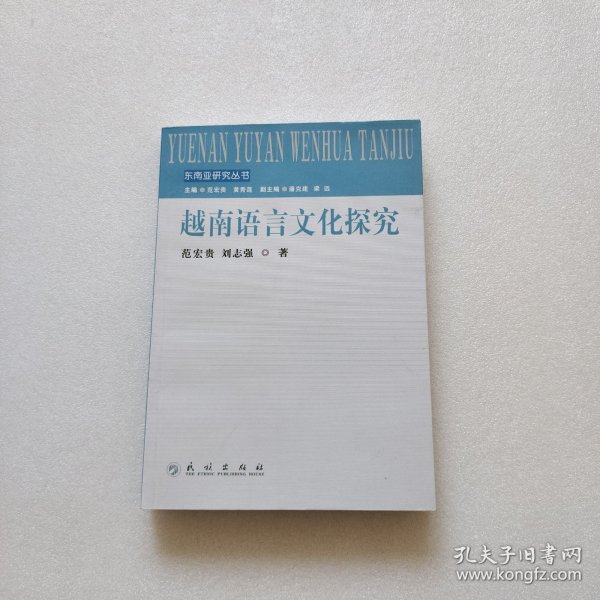 YUENAN YUYAN WENHUA TANJIU
东南亚研究丛书
主编 范宏贵 黄秀莲 副主编 潘克建 梁远
越南语言文化探究
范宏贵 刘志强 著
民族出版社
THE ETHNIC PUBLISHING HOUSE
孔夫子旧书网
www.kongfz.com